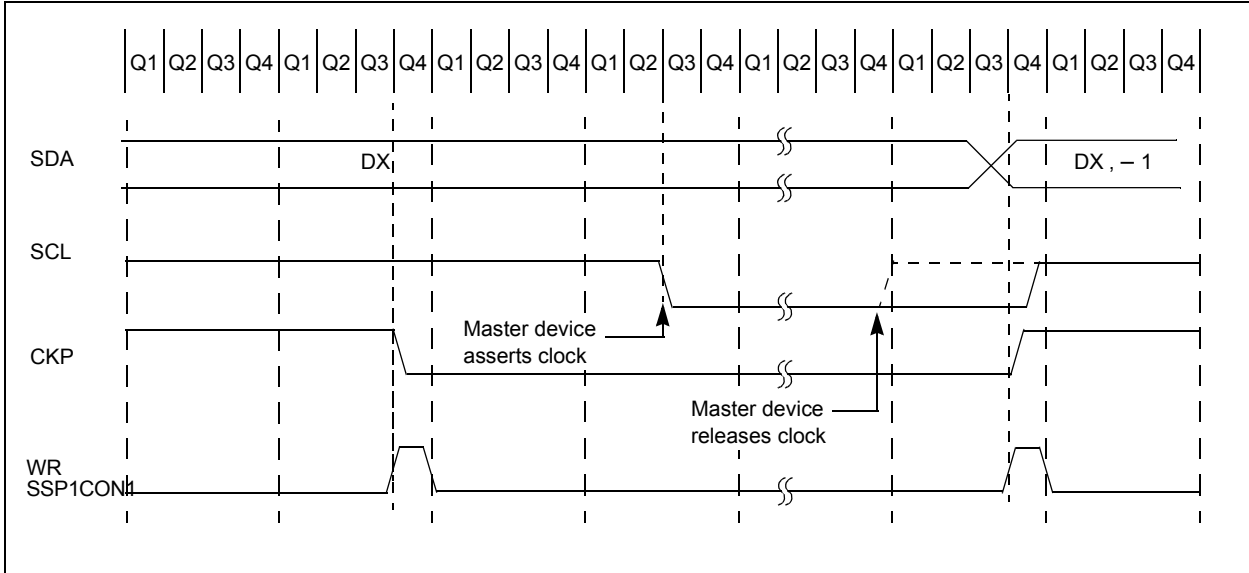 Q1 Q2 Q3 Q4 Q1 Q2 Q3 Q4 Q1 Q2 Q3 Q4 Q1 Q2 Q3 Q4 Q1 Q2 Q3 Q4 Q1 Q2 Q3 Q4 Q1 Q2 Q3 Q4
SDA
DX
DX , – 1
SCL
Master device
asserts clock
CKP
Master device
releases clock
WR
SSP1CON1